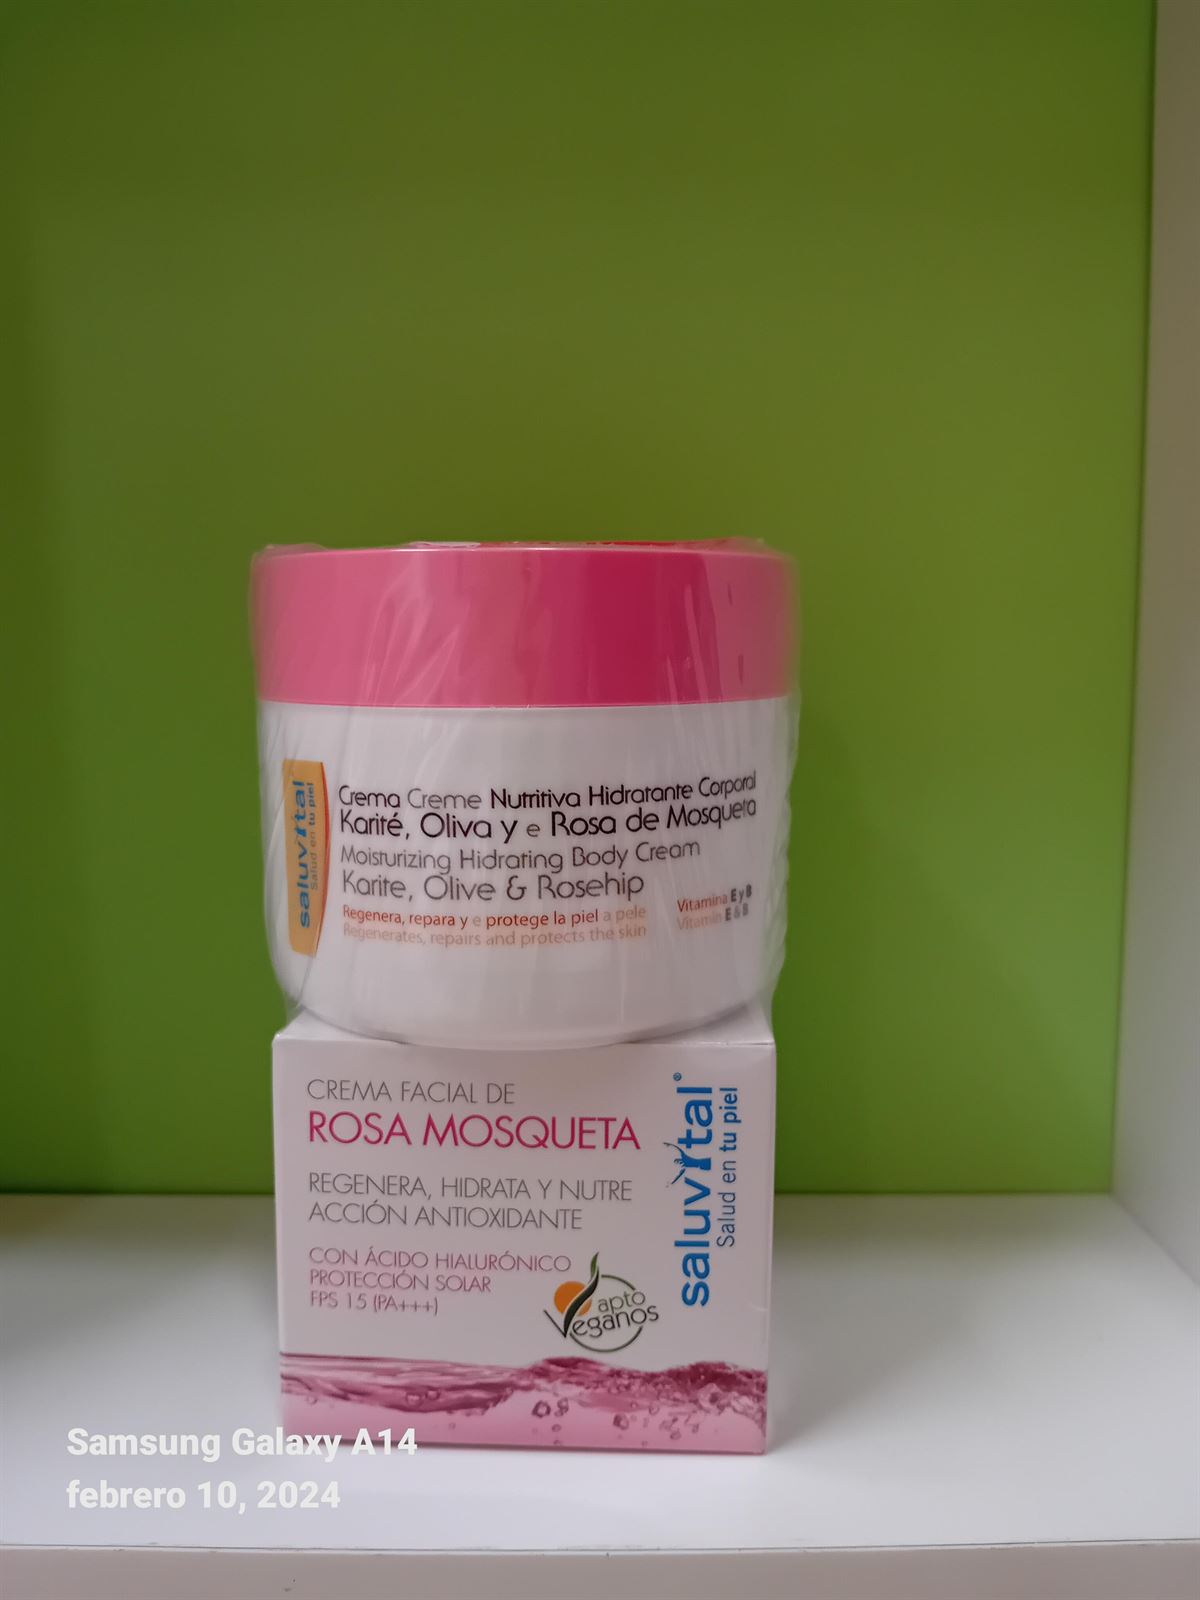 Crema Creme Nutritiva Hidratante Corporal
Karité, Oliva y e Rosa de Mosqueta
Moisturizing Hidrating Body Cream
Karite, Olive & Rosehip
Regenera, repara y e protege la piel a pele
Regenerates, repairs and protects the skin
Vitamina E y B
Vitamin E & B
saluvital
Salud en tu piel
CREMA FACIAL DE
ROSA MOSQUETA
REGENERA, HIDRATA Y NUTRE
ACCIÓN ANTIOXIDANTE
CON ÁCIDO HIALURÓNICO
PROTECCIÓN SOLAR
FPS 15 (PA+++)
apto
Veganos
saluvital®
Salud en tu piel
Samsung Galaxy A14
febrero 10, 2024